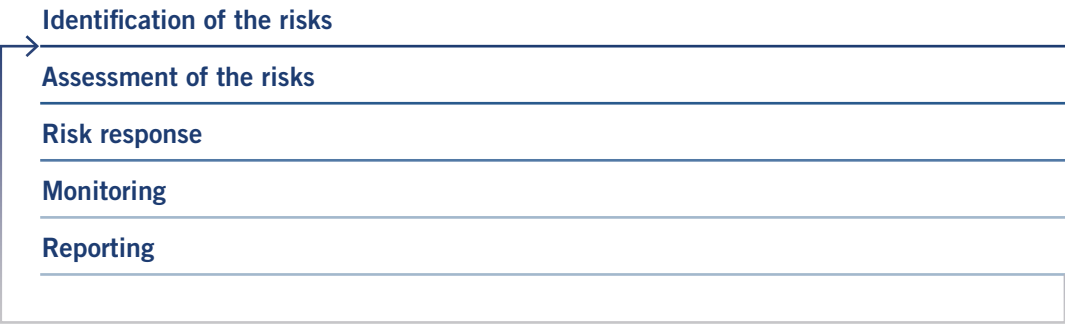 Identification of the risks
Assessment of the risks
Risk response
Monitoring
Reporting